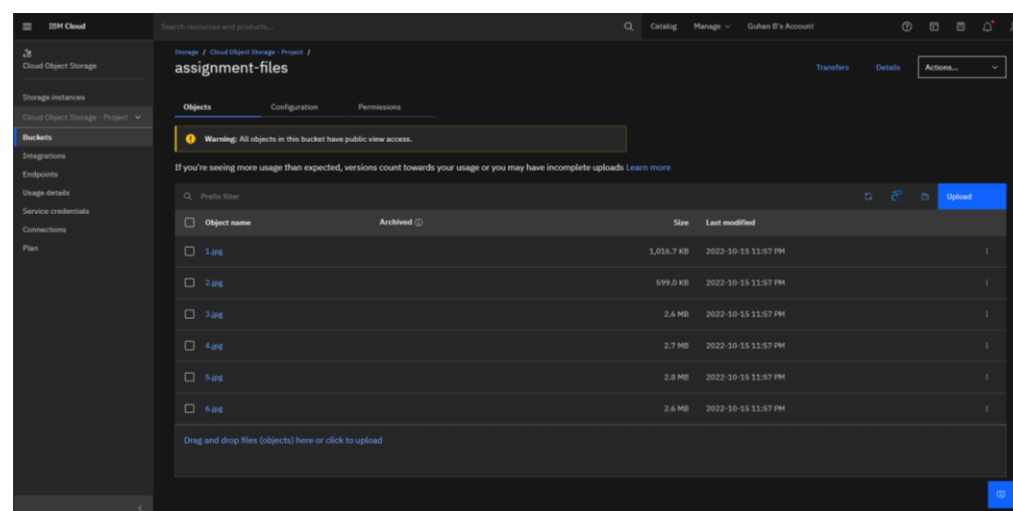 IBM Cloud
Search resources and products...
Catalog
Manage
Guhan B's Account
Cloud Object Storage
Storage instances
Cloud Object Storage - Project
Buckets
Integrations
Endpoints
Usage details
Service credentials
Connections
Plan
Storage / Cloud Object Storage - Project /
assignment-files
Transfers
Details
Actions...
Objects
Configuration
Permissions
Warning: All objects in this bucket have public view access.
If you're seeing more usage than expected, versions count towards your usage or you may have incomplete uploads Learn more
Prefix filter
Upload
Object name Archived Size Last modified
1.jpg 1,016.7 KB 2022-10-15 11:57 PM
2.jpg 599.0 KB 2022-10-15 11:57 PM
3.jpg 2.6 MB 2022-10-15 11:57 PM
4.jpg 2.7 MB 2022-10-15 11:57 PM
5.jpg 2.8 MB 2022-10-15 11:57 PM
6.jpg 2.6 MB 2022-10-15 11:57 PM
Drag and drop files (objects) here or click to upload